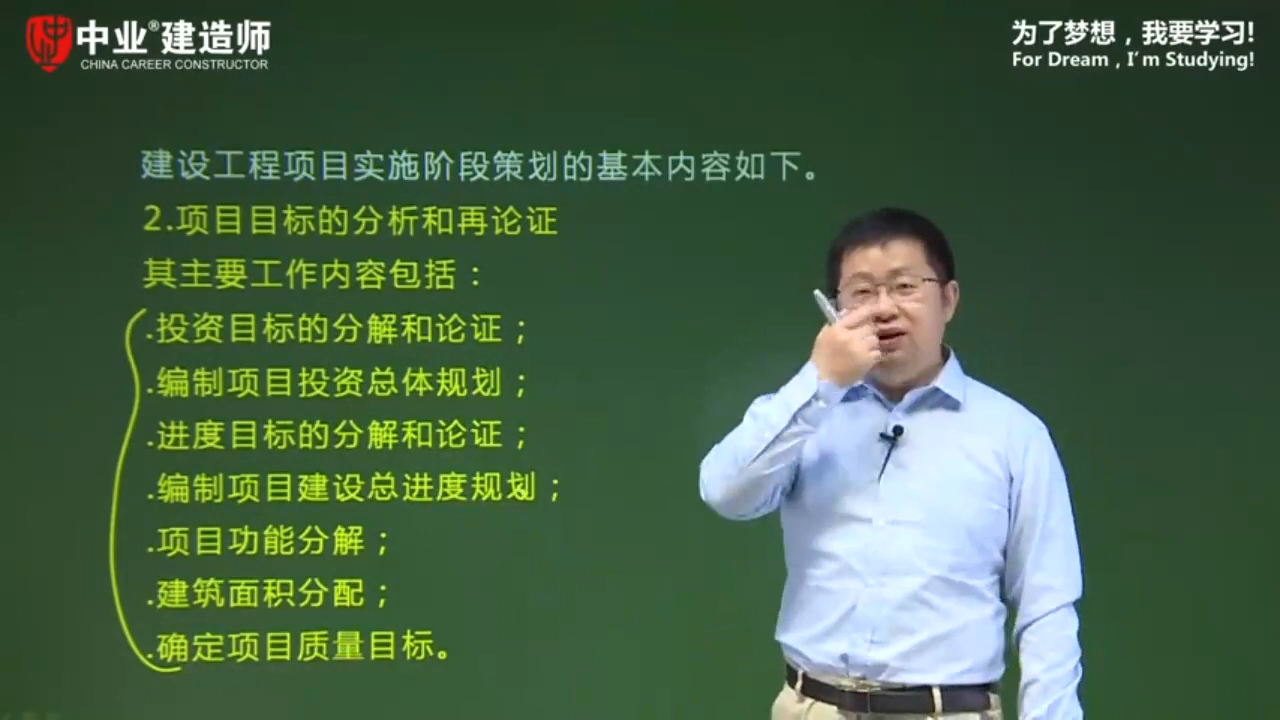 中业®建造师
CHINA CAREER CONSTRUCTOR
为了梦想，我要学习!
For Dream , I'm Studying!
建设工程项目实施阶段策划的基本内容如下。
2.项目目标的分析和再论证
其主要工作内容包括：
.投资目标的分解和论证；
.编制项目投资总体规划；
.进度目标的分解和论证；
.编制项目建设总进度规划；
.项目功能分解；
.建筑面积分配；
.确定项目质量目标。